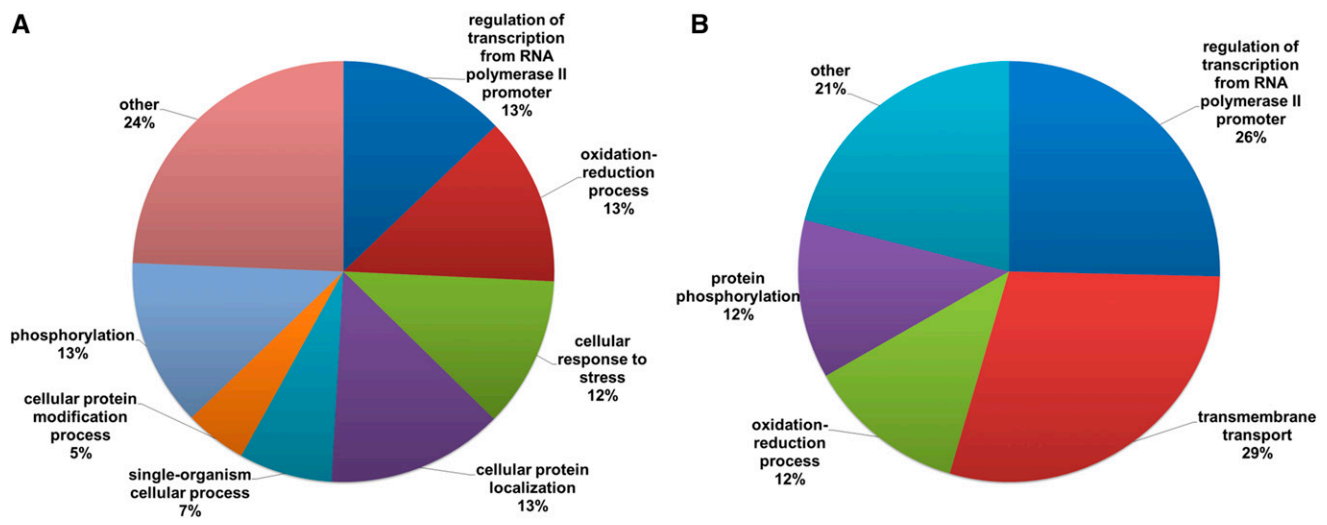 A
regulation of
transcription
from RNA
polymerase II
promoter
13%
oxidation-
reduction
process
13%
cellular
response to
stress
12%
cellular protein
localization
13%
single-organism
cellular process
7%
cellular protein
modification
process
5%
phosphorylation
13%
other
24%
B
regulation of
transcription
from RNA
polymerase II
promoter
26%
transmembrane
transport
29%
oxidation-
reduction
process
12%
protein
phosphorylation
12%
other
21%